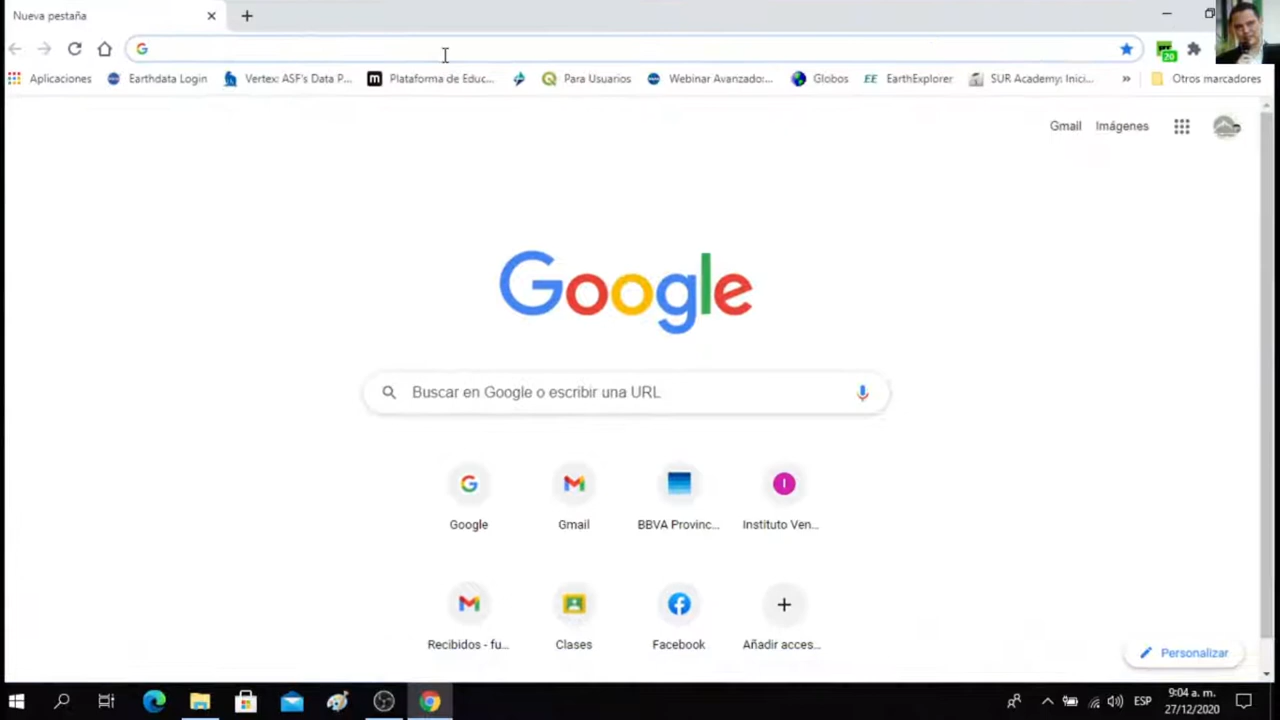 Nueva pestaña
Aplicaciones Earthdata Login Vertex: ASF's Data P... Plataforma de Educ... Para Usuarios Webinar Avanzador:... Globos EE EarthExplorer SUR Academy: Inici... » Otros marcadores
Gmail Imágenes
Google
Buscar en Google o escribir una URL
Google Gmail BBVA Provinc... Instituto Ven...
Recibidos - fu... Clases Facebook Añadir acces...
Personalizar
ESP 9:04 a. m.
27/12/2020